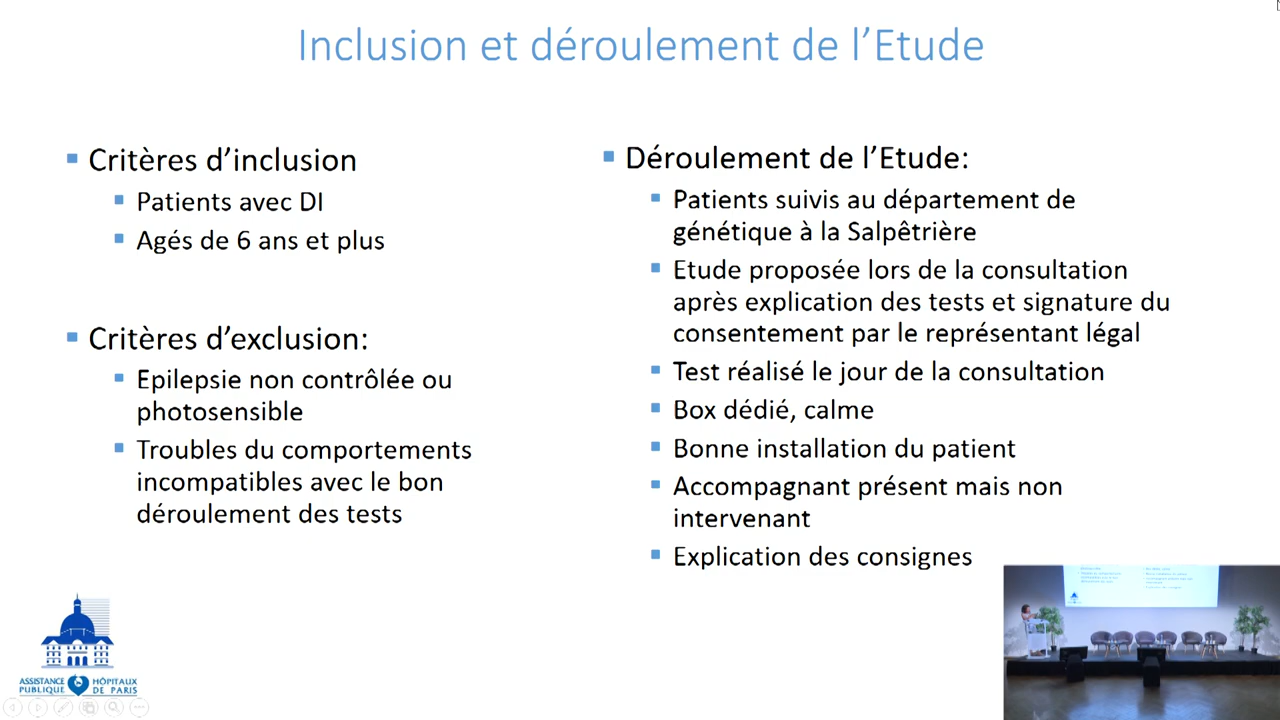 Inclusion et déroulement de l'Etude
Critères d'inclusion
Patients avec DI
Agés de 6 ans et plus
Critères d'exclusion:
Epilepsie non contrôlée ou
photosensible
Troubles du comportements
incompatibles avec le bon
déroulement des tests
Déroulement de l'Etude:
Patients suivis au département de
génétique à la Salpêtrière
Etude proposée lors de la consultation
après explication des tests et signature du
consentement par le représentant légal
Test réalisé le jour de la consultation
Box dédié, calme
Bonne installation du patient
Accompagnant présent mais non
intervenant
Explication des consignes
ASSISTANCE HÔPITAUX
PUBLIQUE DE PARIS